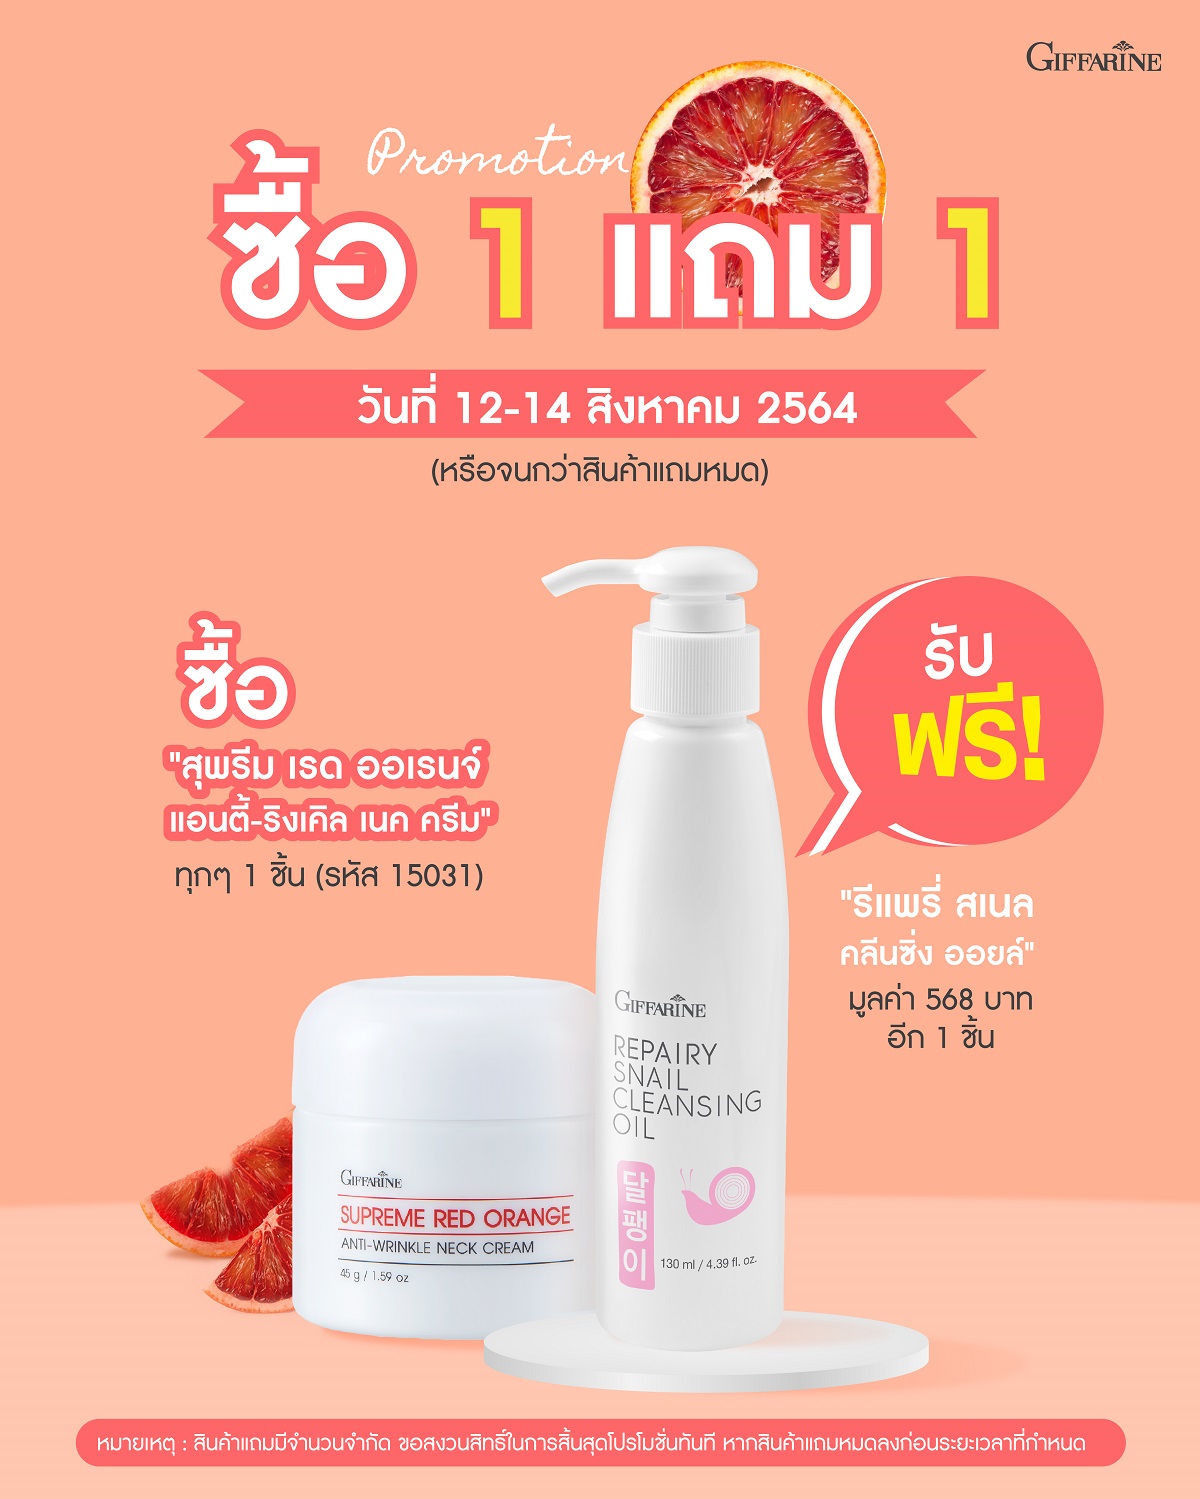 GIFFARINE
Promotion
ซื้อ 1 แถม 1
วันที่ 12-14 สิงหาคม 2564
(หรือจนกว่าสินค้าแถมหมด)
ซื้อ
"สุพรีม เรด ออเรนจ์
แอนตี้-ริงเคิล เนค ครีม"
ทุกๆ 1 ชิ้น (รหัส 15031)
รับ
ฟรี!
"รีแพรี่ สเนล
คลีนซิ่ง ออยล์"
มูลค่า 568 บาท
อีก 1 ชิ้น
GIFFARINE
REPAIRY
SNAIL
CLEANSING
OIL
달팽이
130 ml / 4.39 fl. oz.
GIFFARINE
SUPREME RED ORANGE
ANTI-WRINKLE NECK CREAM
45 g / 1.59 oz
หมายเหตุ : สินค้าแถมมีจำนวนจำกัด ขอสงวนสิทธิ์ในการสิ้นสุดโปรโมชั่นทันที หากสินค้าแถมหมดลงก่อนระยะเวลาที่กำหนด